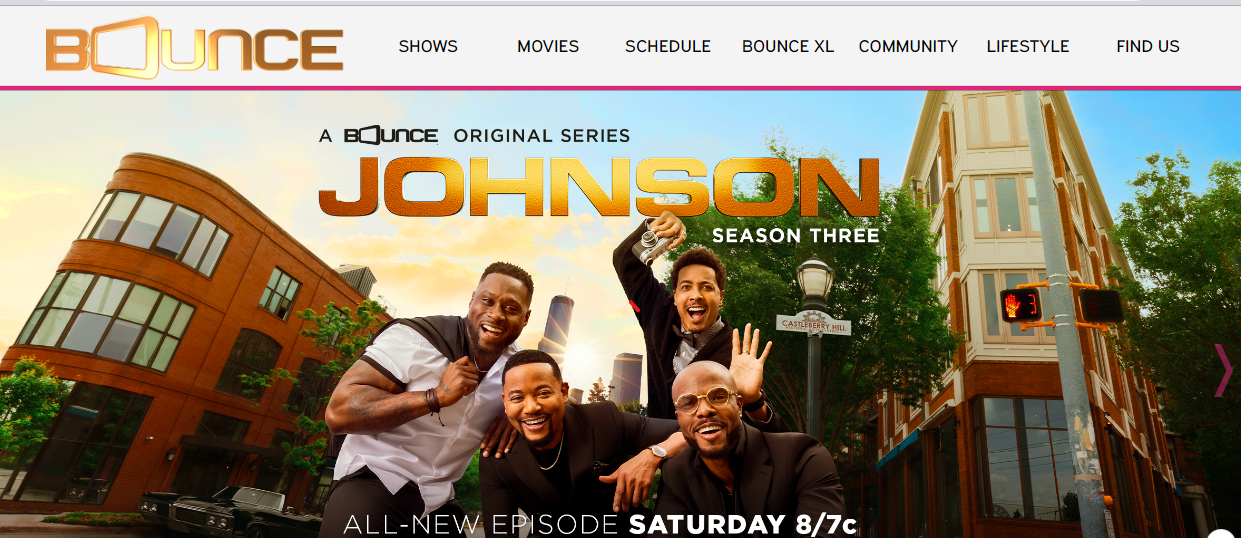 BOUNCE
SHOWS MOVIES SCHEDULE BOUNCE XL COMMUNITY LIFESTYLE FIND US
A BOUNCE ORIGINAL SERIES
JOHNSON
SEASON THREE
CASTLEBERRY HILL
3
ALL-NEW EPISODE SATURDAY 8/7c